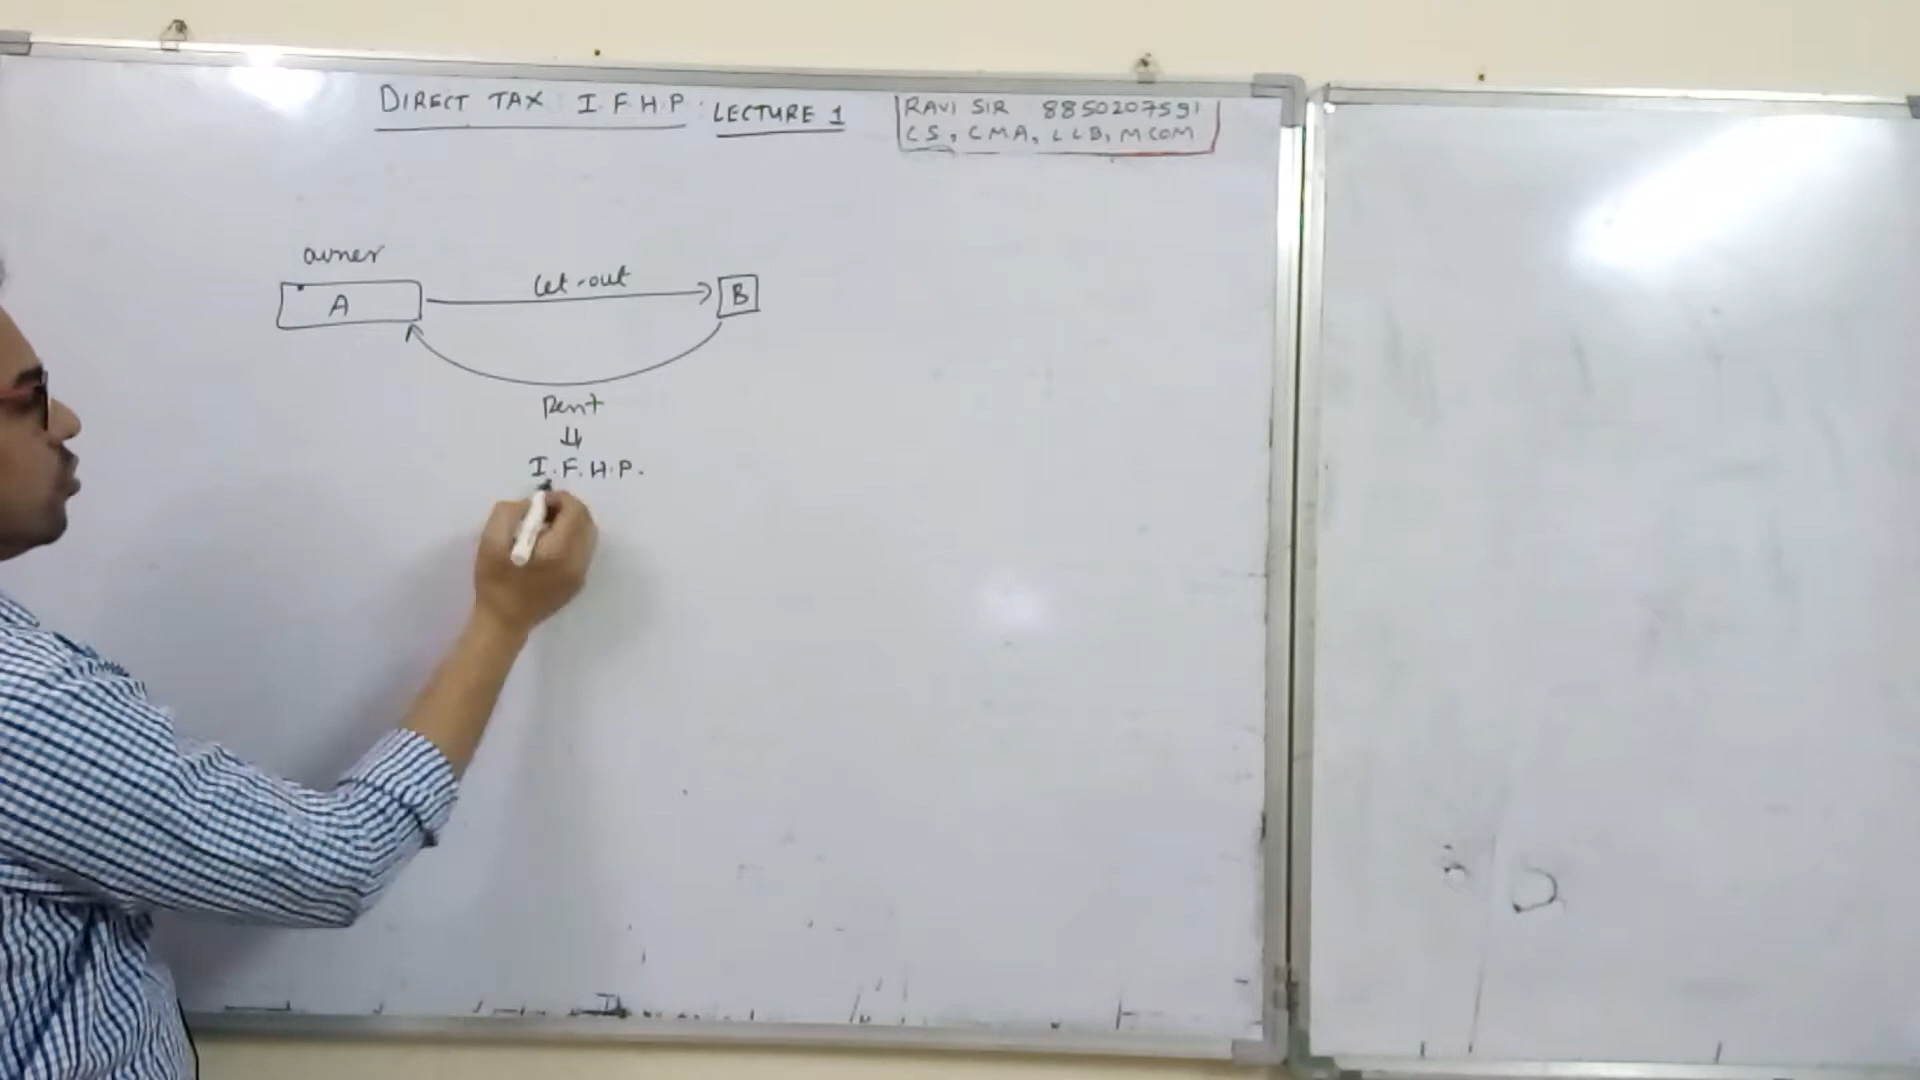 DIRECT TAX : I.F.H.P : LECTURE 1
RAVI SIR 8850207591
CS, CMA, LLB, MCOM
owner
A
Let-out
B
Rent
I.F.H.P.